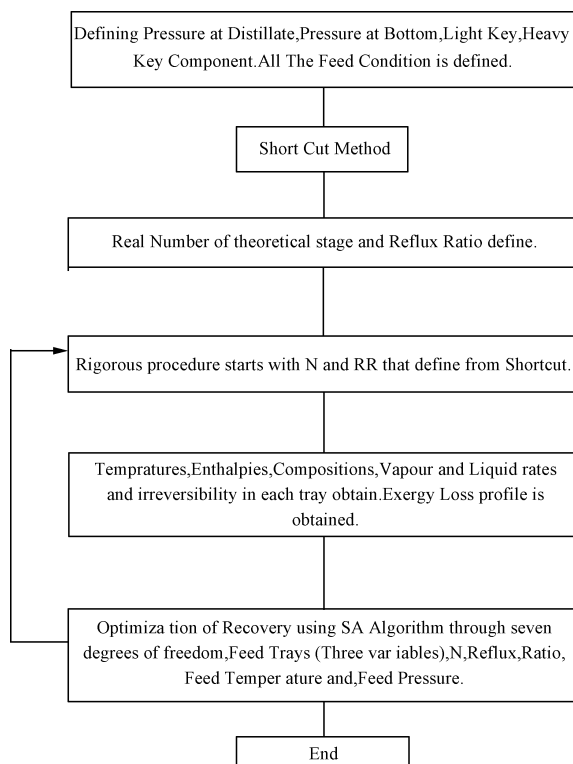 Defining Pressure at Distillate,Pressure at Bottom,Light Key,Heavy
Key Component.All The Feed Condition is defined.
Short Cut Method
Real Number of theoretical stage and Reflux Ratio define.
Rigorous procedure starts with N and RR that define from Shortcut.
Tempratures,Enthalpies,Compositions,Vapour and Liquid rates
and irreversibility in each tray obtain.Exergy Loss profile is
obtained.
Optimiza tion of Recovery using SA Algorithm through seven
degrees of freedom,Feed Trays (Three var iables),N,Reflux,Ratio,
Feed Temper ature and,Feed Pressure.
End